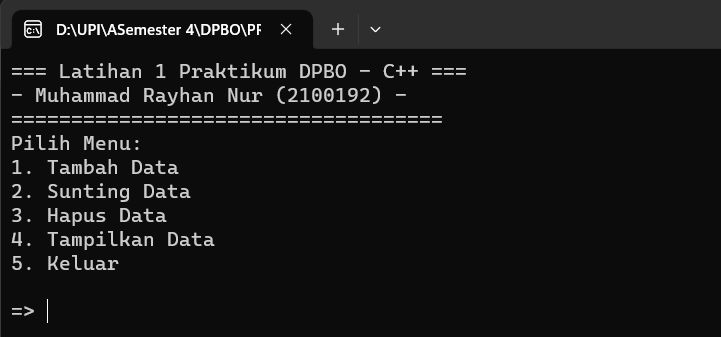 D:\UPI\ASemester 4\DPBO\PF
=== Latihan 1 Praktikum DPBO - C++ ===
- Muhammad Rayhan Nur (2100192) -
====================================
Pilih Menu:
1. Tambah Data
2. Sunting Data
3. Hapus Data
4. Tampilkan Data
5. Keluar
=>